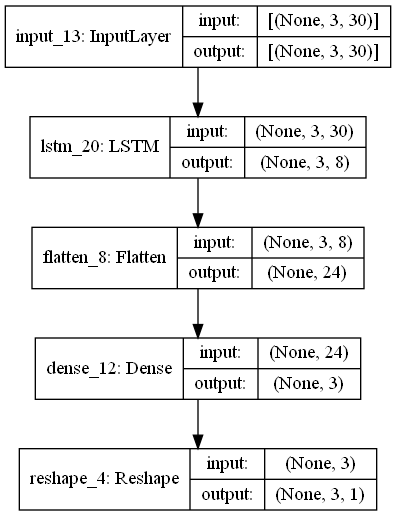 input_13: InputLayer
input:
[(None, 3, 30)]
output:
[(None, 3, 30)]
lstm_20: LSTM
input:
(None, 3, 30)
output:
(None, 3, 8)
flatten_8: Flatten
input:
(None, 3, 8)
output:
(None, 24)
dense_12: Dense
input:
(None, 24)
output:
(None, 3)
reshape_4: Reshape
input:
(None, 3)
output:
(None, 3, 1)